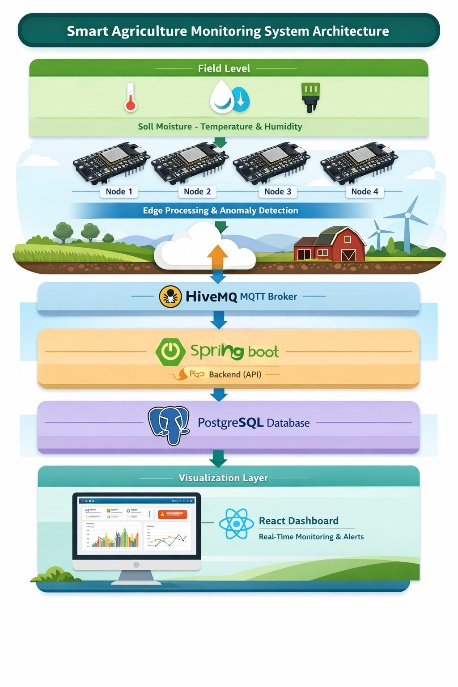 Smart Agriculture Monitoring System Architecture
Field Level
Soll Moisture – Temperature & Humidity
Node 1
Node 2
Node 3
Node 4
Edge Processing & Anomaly Detection
HiveMQ MQTT Broker
Spring boot
Backend (API)
PostgreSQL Database
Visualization Layer
React Dashboard
Real-Time Monitoring & Alerts